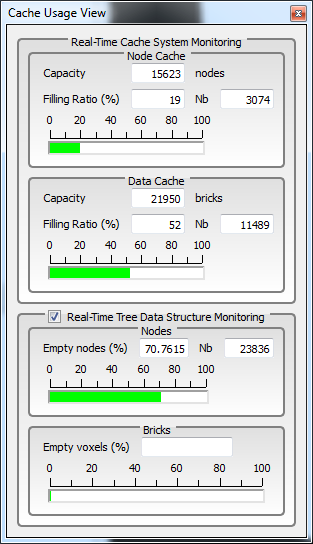 Cache Usage View
Real-Time Cache System Monitoring
Node Cache
Capacity 15623 nodes
Filling Ratio (%) 19 Nb 3074
0 20 40 60 80 100
Data Cache
Capacity 21950 bricks
Filling Ratio (%) 52 Nb 11489
0 20 40 60 80 100
Real-Time Tree Data Structure Monitoring
Nodes
Empty nodes (%) 70.7615 Nb 23836
0 20 40 60 80 100
Bricks
Empty voxels (%)
0 20 40 60 80 100